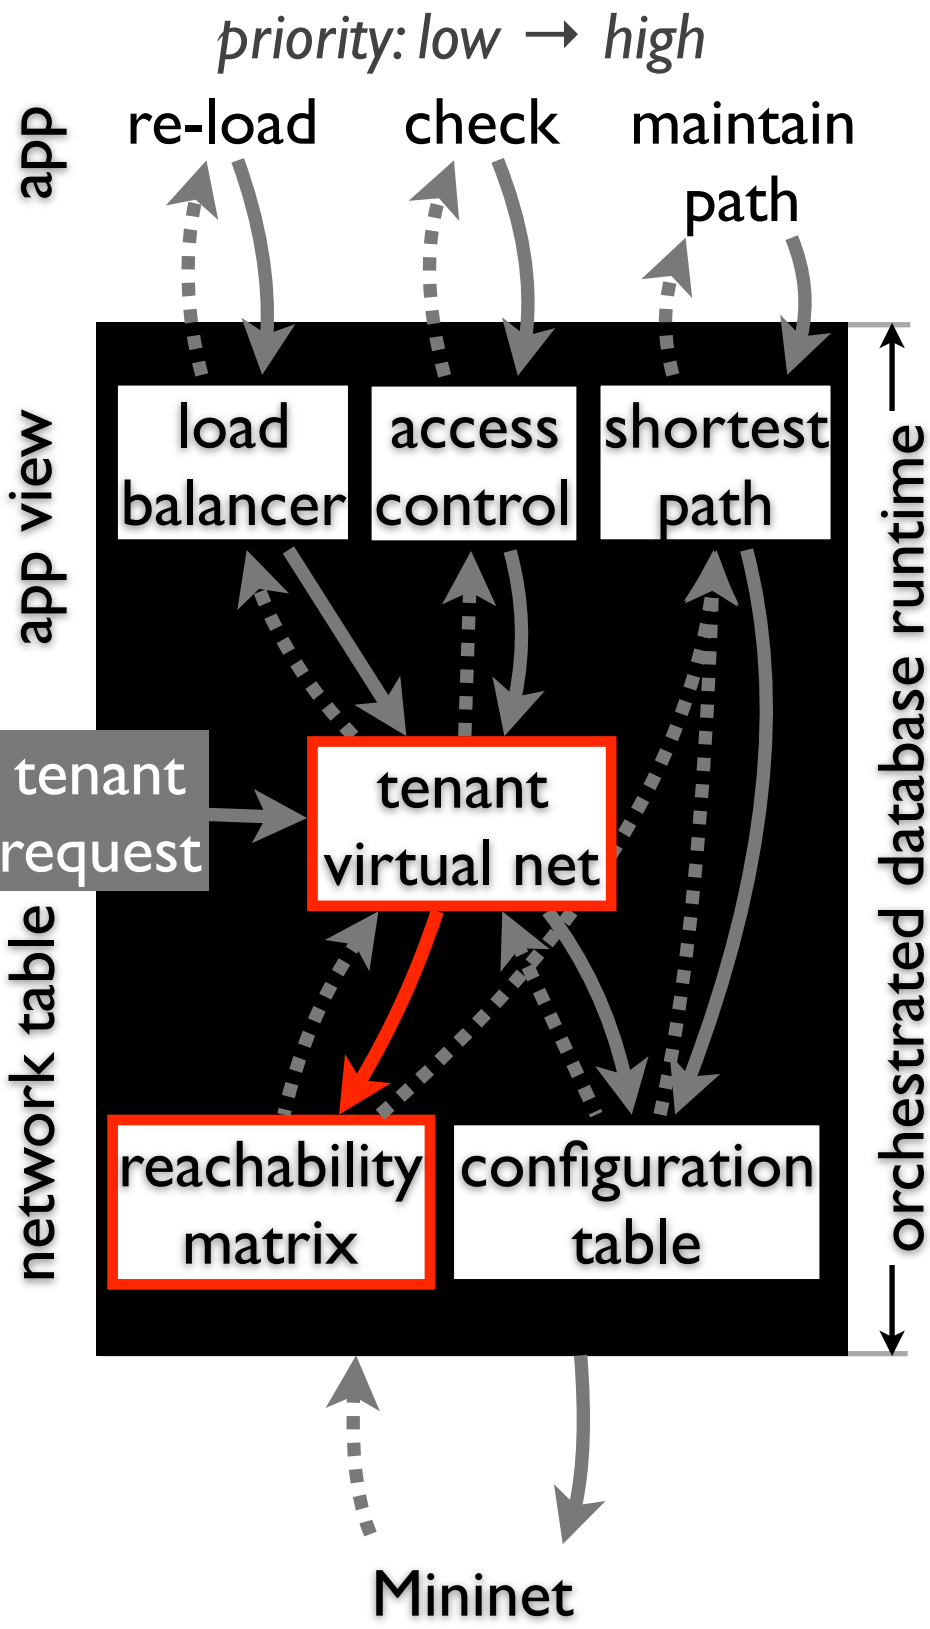 priority: low → high
app
re-load
check
maintain
path
app view
load
balancer
access
control
shortest
path
tenant
request
tenant
virtual net
network table
reachability
matrix
configuration
table
orchestrated database runtime
Mininet